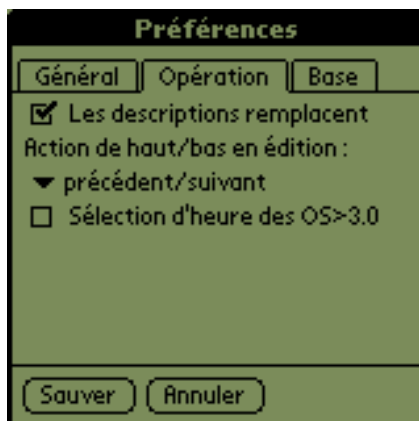 Préférences
Général Opération Base
Les descriptions remplacent
Action de haut/bas en édition :
précédent/suivant
Sélection d'heure des OS>3.0
Sauver Annuler